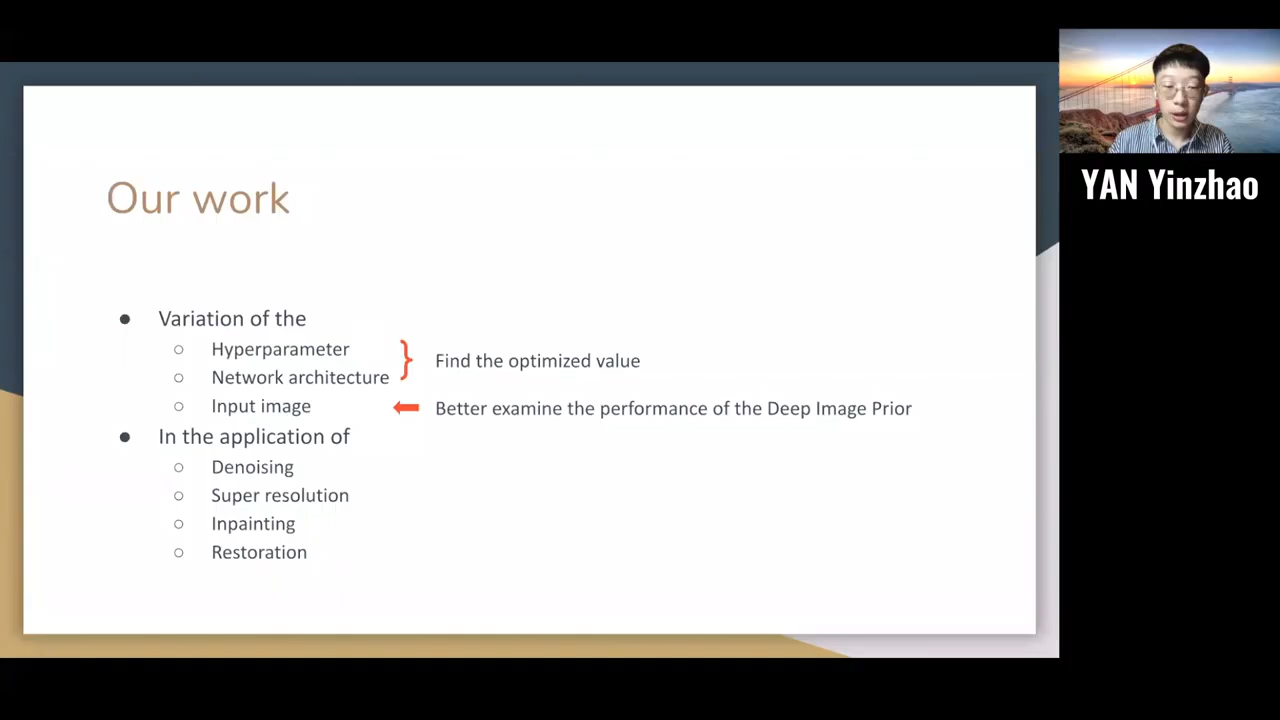 Our work
● Variation of the
○ Hyperparameter
○ Network architecture
} Find the optimized value
○ Input image
Better examine the performance of the Deep Image Prior
● In the application of
○ Denoising
○ Super resolution
○ Inpainting
○ Restoration
YAN Yinzhao